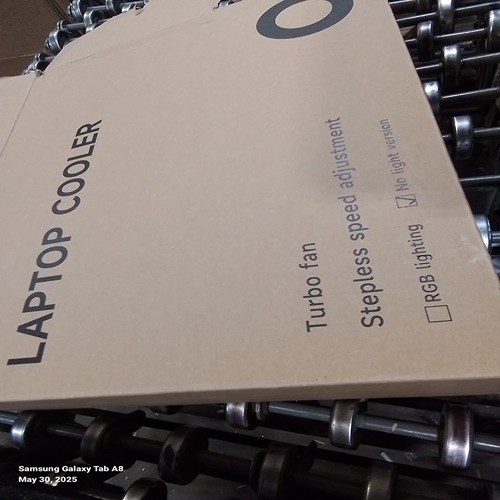 LAPTOP COOLER
Turbo fan
Stepless speed adjustment
RGB lighting
No light version
Samsung Galaxy Tab A8
May 30, 2025